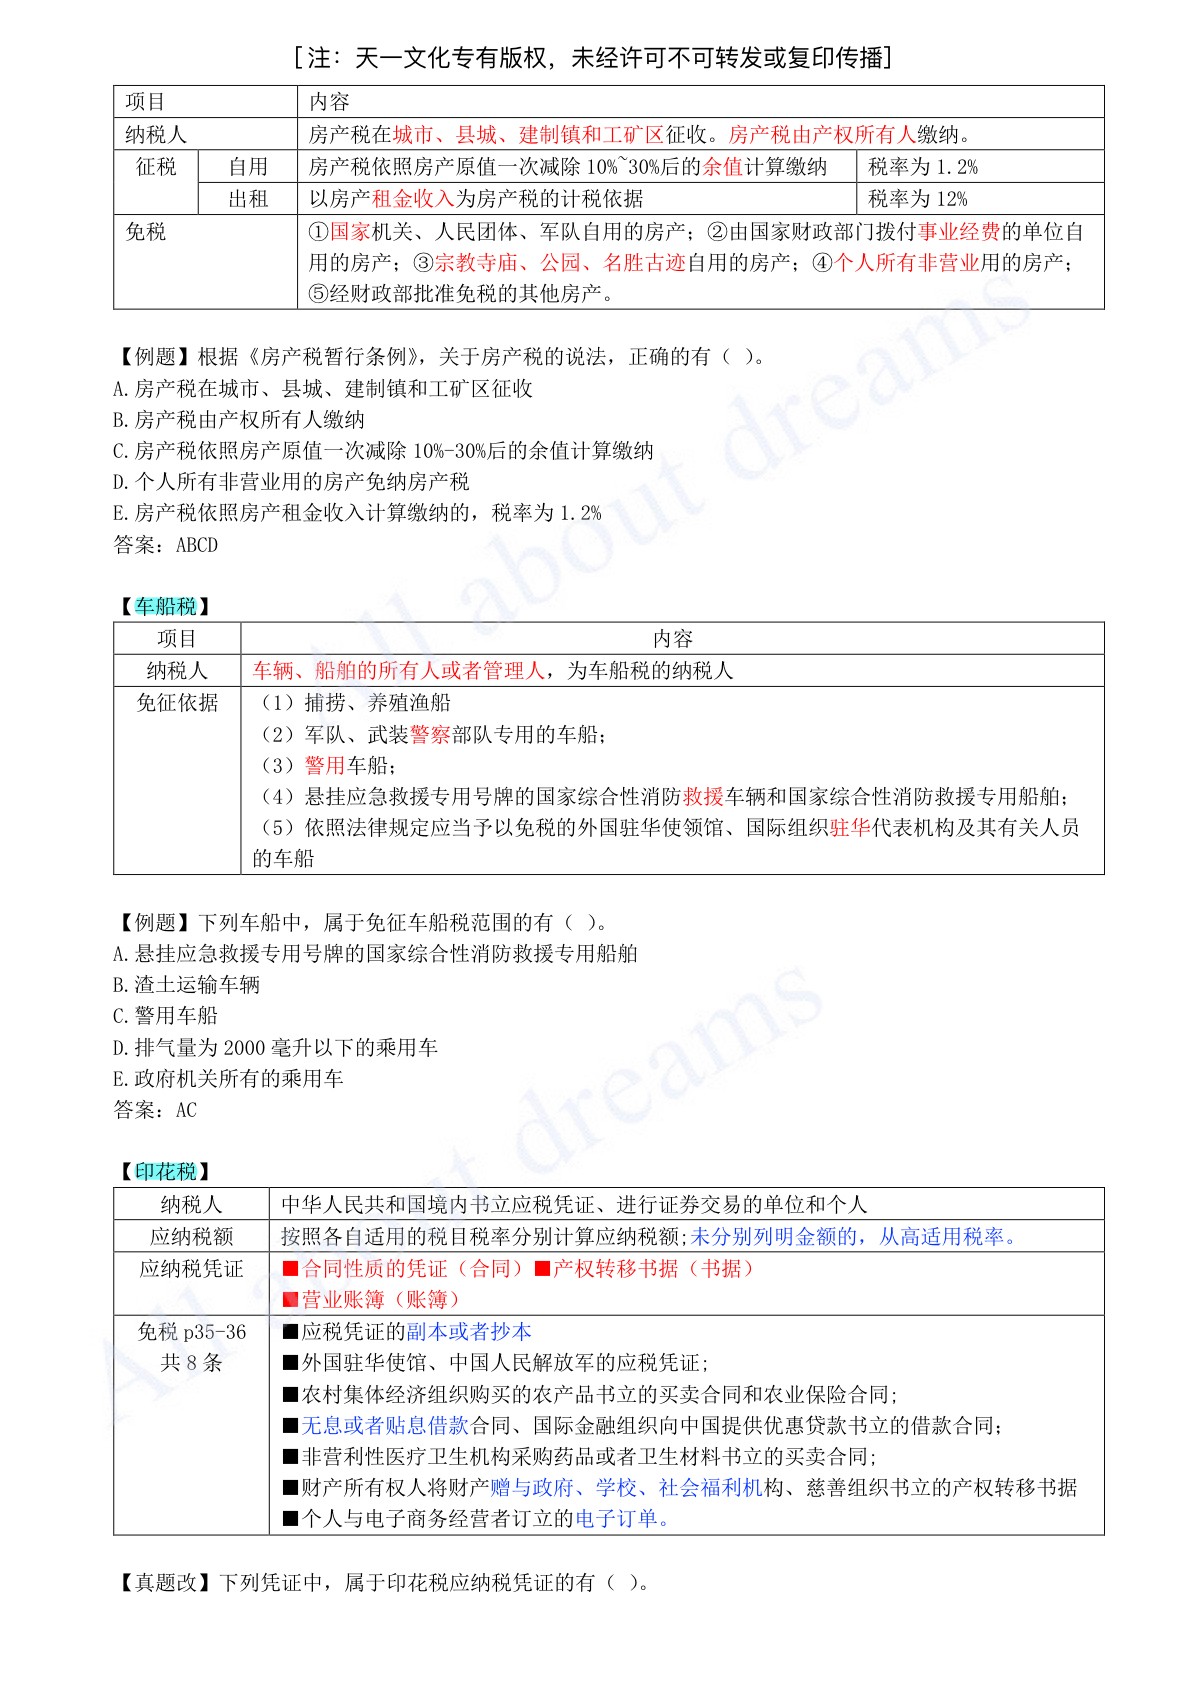 [注：天一文化专有版权，未经许可不可转发或复印传播]
项目 内容
纳税人 房产税在城市、县城、建制镇和工矿区征收。房产税由产权所有人缴纳。
征税 自用 房产税依照房产原值一次减除10%~30%后的余值计算缴纳 税率为1.2%
出租 以房产租金收入为房产税的计税依据 税率为12%
免税 ①国家机关、人民团体、军队自用的房产；②由国家财政部门拨付事业经费的单位自
用的房产；③宗教寺庙、公园、名胜古迹自用的房产；④个人所有非营业用的房产；
⑤经财政部批准免税的其他房产。
【例题】根据《房产税暂行条例》，关于房产税的说法，正确的有（ ）。
A.房产税在城市、县城、建制镇和工矿区征收
B.房产税由产权所有人缴纳
C.房产税依照房产原值一次减除10%-30%后的余值计算缴纳
D.个人所有非营业用的房产免纳房产税
E.房产税依照房产租金收入计算缴纳的，税率为1.2%
答案：ABCD
【车船税】
项目 内容
纳税人 车辆、船舶的所有人或者管理人，为车船税的纳税人
免征依据 （1）捕捞、养殖渔船
（2）军队、武装警察部队专用的车船；
（3）警用车船；
（4）悬挂应急救援专用号牌的国家综合性消防救援车辆和国家综合性消防救援专用船舶；
（5）依照法律规定应当予以免税的外国驻华使领馆、国际组织驻华代表机构及其有关人员
的车船
【例题】下列车船中，属于免征车船税范围的有（ ）。
A.悬挂应急救援专用号牌的国家综合性消防救援专用船舶
B.渣土运输车辆
C.警用车船
D.排气量为2000毫升以下的乘用车
E.政府机关所有的乘用车
答案：AC
【印花税】
纳税人 中华人民共和国境内书立应税凭证、进行证券交易的单位和个人
应纳税额 按照各自适用的税目税率分别计算应纳税额;未分别列明金额的，从高适用税率。
应纳税凭证 ■合同性质的凭证（合同）■产权转移书据（书据）
■营业账簿（账簿）
免税p35-36 ■应税凭证的副本或者抄本
共8条 ■外国驻华使馆、中国人民解放军的应税凭证;
■农村集体经济组织购买的农产品书立的买卖合同和农业保险合同;
■无息或者贴息借款合同、国际金融组织向中国提供优惠贷款书立的借款合同；
■非营利性医疗卫生机构采购药品或者卫生材料书立的买卖合同;
■财产所有权人将财产赠与政府、学校、社会福利机构、慈善组织书立的产权转移书据
■个人与电子商务经营者订立的电子订单。
【真题改】下列凭证中，属于印花税应纳税凭证的有（ ）。
All about dreams
All about dreams